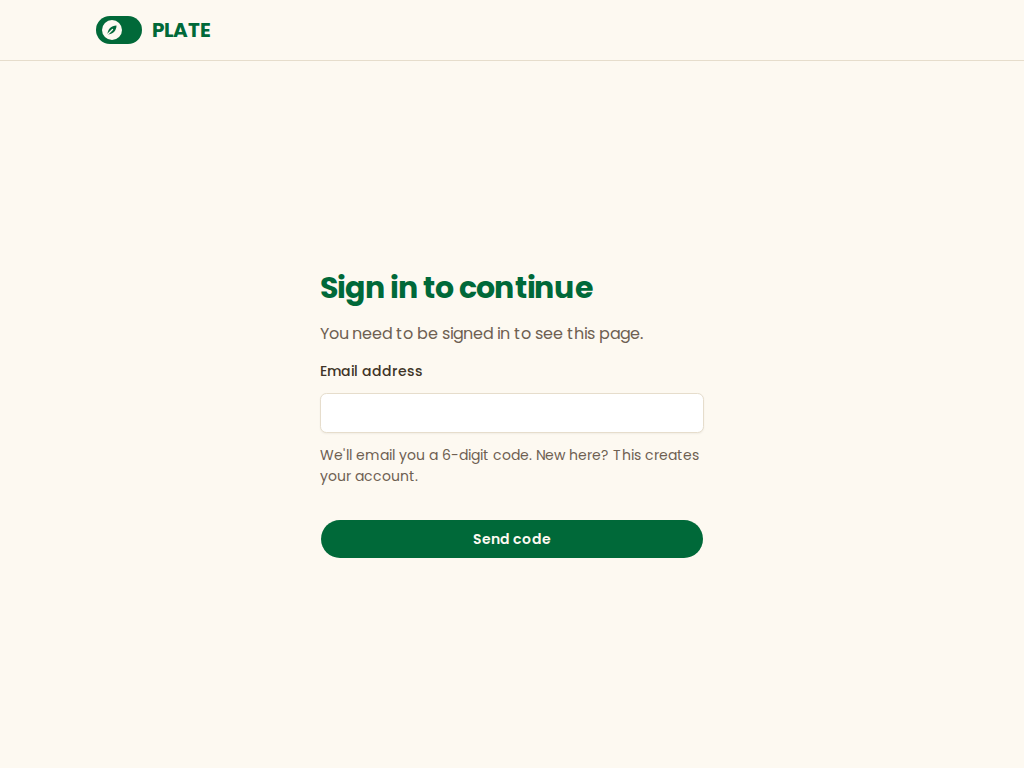 PLATE
Sign in to continue
You need to be signed in to see this page.
Email address
We'll email you a 6-digit code. New here? This creates
your account.
Send code